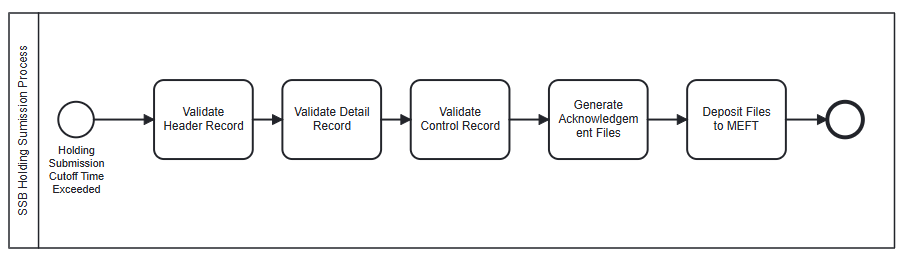 SSB Holding Sumission Process
Holding
Submission
Cutoff Time
Exceeded
Validate
Header Record
Validate Detail
Record
Validate
Control Record
Generate
Acknowledgem
ent Files
Deposit Files
to MEFT